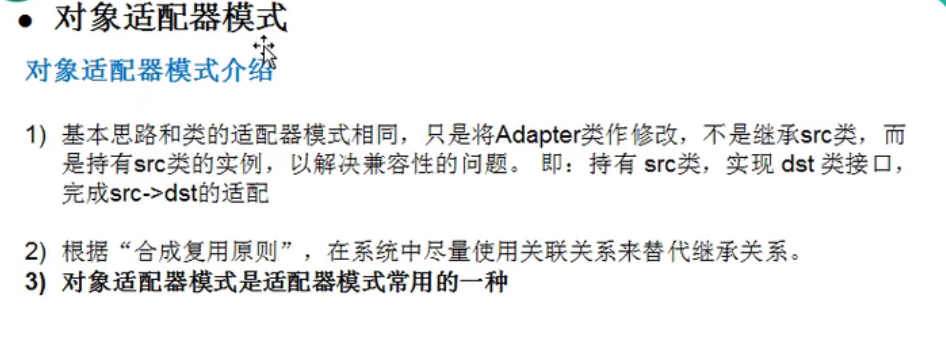 ● 对象适配器模式
对象适配器模式介绍
1) 基本思路和类的适配器模式相同，只是将Adapter类作修改，不是继承src类，而
是持有src类的实例，以解决兼容性的问题。 即：持有 src类，实现 dst 类接口，
完成src->dst的适配
2) 根据“合成复用原则”，在系统中尽量使用关联关系来替代继承关系。
3) 对象适配器模式是适配器模式常用的一种